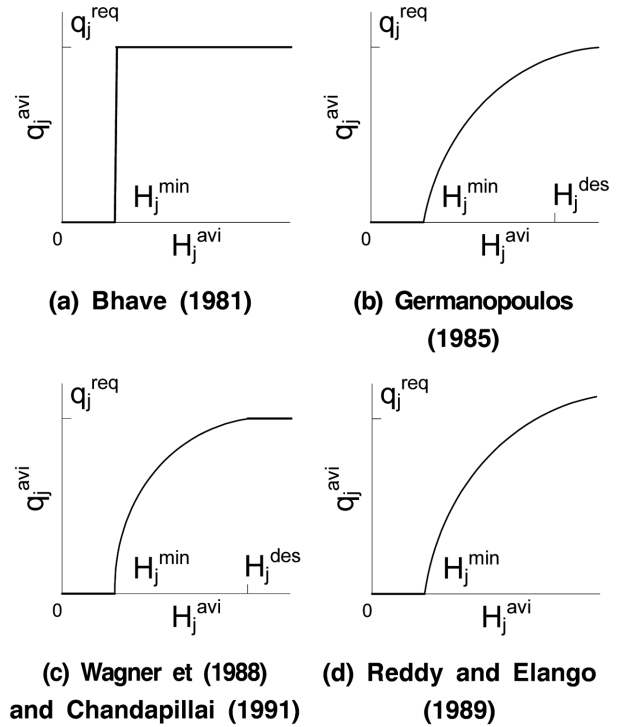 q_j^req
q_j^avi
H_j^min
0
H_j^avi
(a) Bhave (1981)
q_j^req
q_j^avi
H_j^min
H_j^des
0
H_j^avi
(b) Germanopoulos
(1985)
q_j^req
q_j^avi
H_j^min
H_j^des
0
H_j^avi
(c) Wagner et (1988)
and Chandapillai (1991)
q_j^req
q_j^avi
H_j^min
0
H_j^avi
(d) Reddy and Elango
(1989)